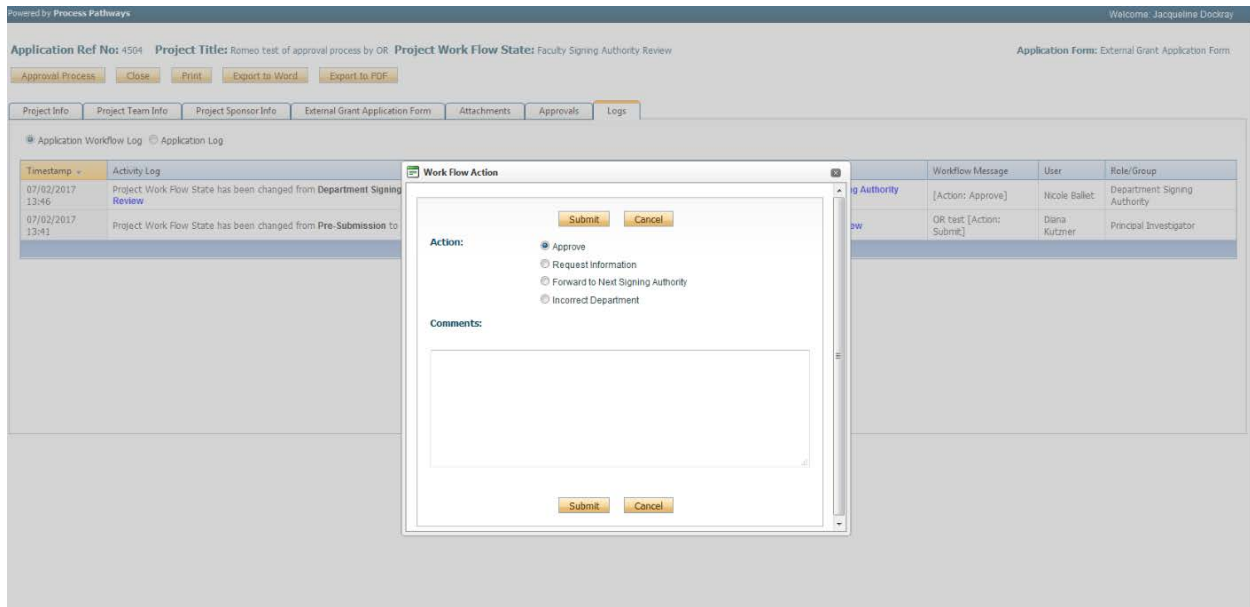 Powered by Process Pathways Welcome: Jacqueline Dockray
Application Ref No: 4504 Project Title: Romeo test of approval process by OR Project Work Flow State: Faculty Signing Authority Review Application Form: External Grant Application Form
Approval Process Close Print Export to Word Export to PDF
Project Info Project Team Info Project Sponsor Info External Grant Application Form Attachments Approvals Logs
Application Workflow Log Application Log
Timestamp Activity Log Workflow Message User Role/Group
07/02/2017 13:46 Project Work Flow State has been changed from Department Signing
Review
ng Authority
[Action: Approve] Nicole Ballet Department Signing Authority
07/02/2017 13:41 Project Work Flow State has been changed from Pre-Submission to
ew
OR test [Action: Submit] Diana Kutzner Principal Investigator
Work Flow Action
Submit Cancel
Action:
Approve
Request Information
Forward to Next Signing Authority
Incorrect Department
Comments:
Submit Cancel